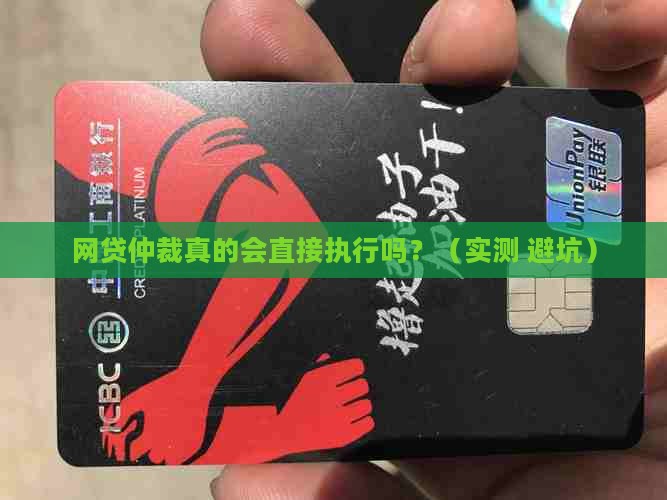 网贷仲裁真的会直接执行吗？（实测 避坑）
中国工商银行
ICBC
CREDIT PLATINUM
撸起袖子
加油干！
UnionPay
银联